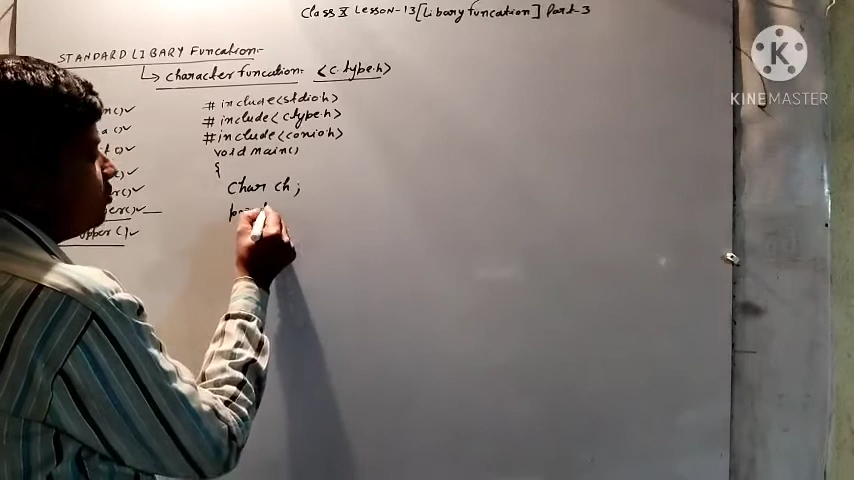 Class X Lesson-13 [Libary funcation] Part-3
STANDARD LIBARY Funcation-
character funcation- <c.type.h>
#include<stdio.h>
#include<ctype.h>
#include<conio.h>
void main()
{
char ch;
K
KINEMASTER